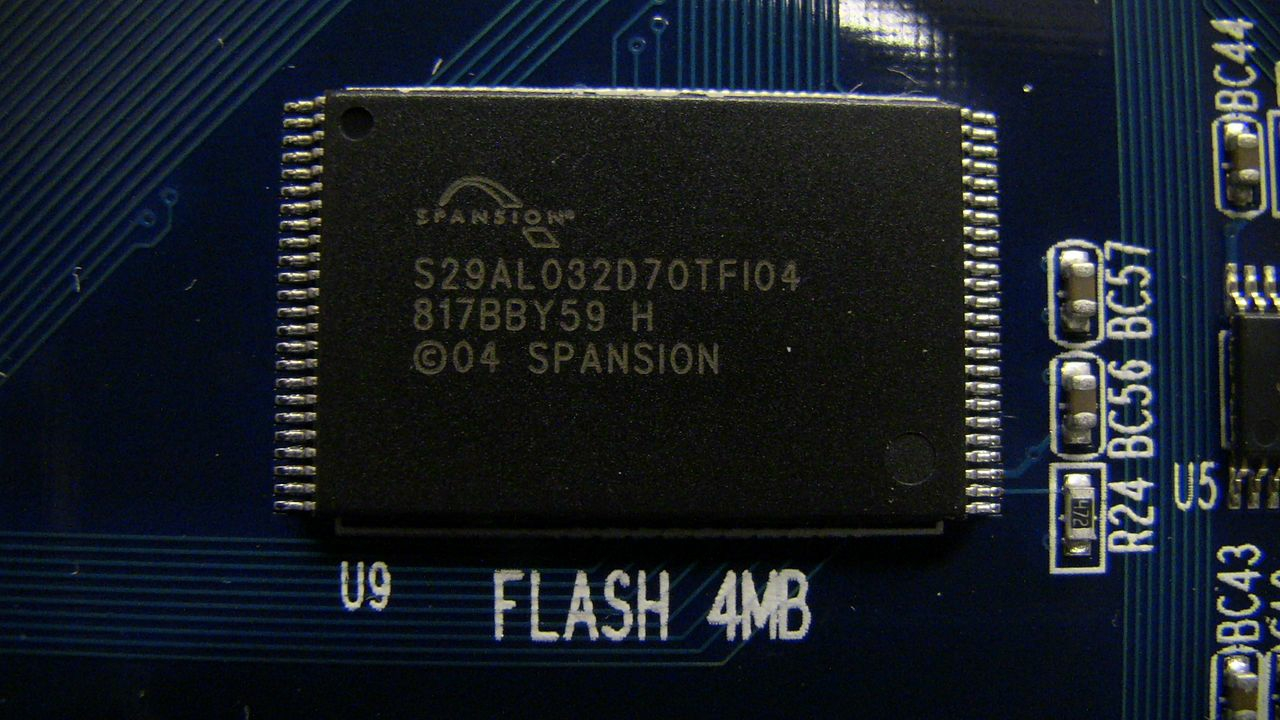 SPANSION®
S29AL032D70TFI04
817BBY59 H
©04 SPANSION
U9
FLASH 4MB
BC44
BC57
BC56
R24
472
U5
BC43